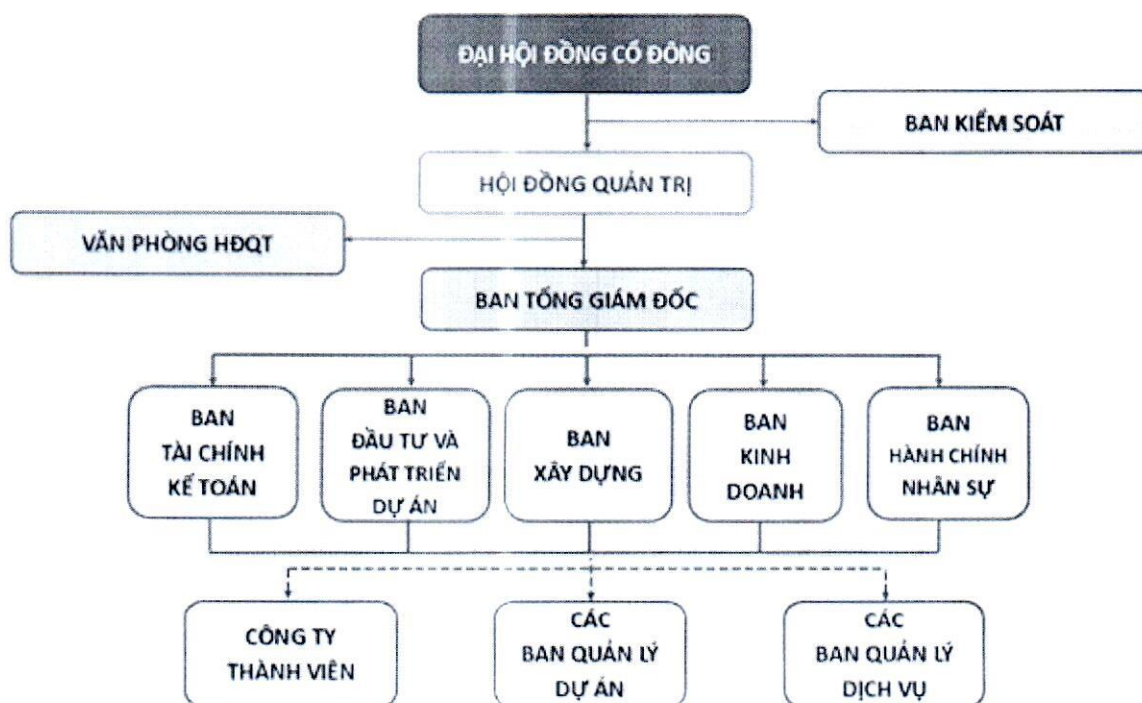 ĐẠI HỘI ĐỒNG CỔ ĐÔNG
BAN KIỂM SOÁT
HỘI ĐỒNG QUẢN TRỊ
VĂN PHÒNG HĐQT
BAN TỔNG GIÁM ĐỐC
BAN
TÀI CHÍNH
KẾ TOÁN
BAN
ĐẦU TƯ VÀ
PHÁT TRIỂN
DỰ ÁN
BAN
XÂY DỰNG
BAN
KINH
DOANH
BAN
HÀNH CHÍNH
NHÂN SỰ
CÔNG TY
THÀNH VIÊN
CÁC
BAN QUẢN LÝ
DỰ ÁN
CÁC
BAN QUẢN LÝ
DỊCH VỤ